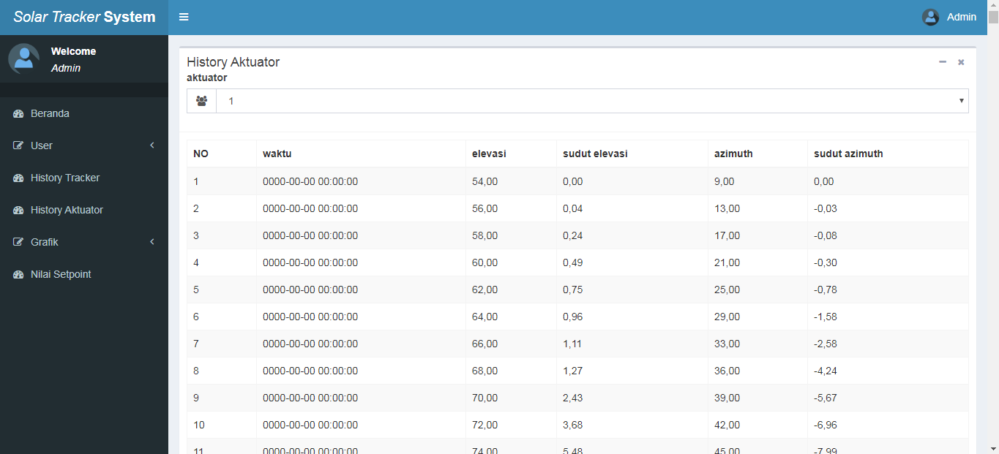 Solar Tracker System
Admin
Welcome
Admin
Beranda
User
History Tracker
History Aktuator
Grafik
Nilai Setpoint
History Aktuator
aktuator
1
NO waktu elevasi sudut elevasi azimuth sudut azimuth
1 0000-00-00 00:00:00 54,00 0,00 9,00 0,00
2 0000-00-00 00:00:00 56,00 0,04 13,00 -0,03
3 0000-00-00 00:00:00 58,00 0,24 17,00 -0,08
4 0000-00-00 00:00:00 60,00 0,49 21,00 -0,30
5 0000-00-00 00:00:00 62,00 0,75 25,00 -0,78
6 0000-00-00 00:00:00 64,00 0,96 29,00 -1,58
7 0000-00-00 00:00:00 66,00 1,11 33,00 -2,58
8 0000-00-00 00:00:00 68,00 1,27 36,00 -4,24
9 0000-00-00 00:00:00 70,00 2,43 39,00 -5,67
10 0000-00-00 00:00:00 72,00 3,68 42,00 -6,96
11 0000-00-00 00:00:00 74,00 5,48 45,00 -7,99